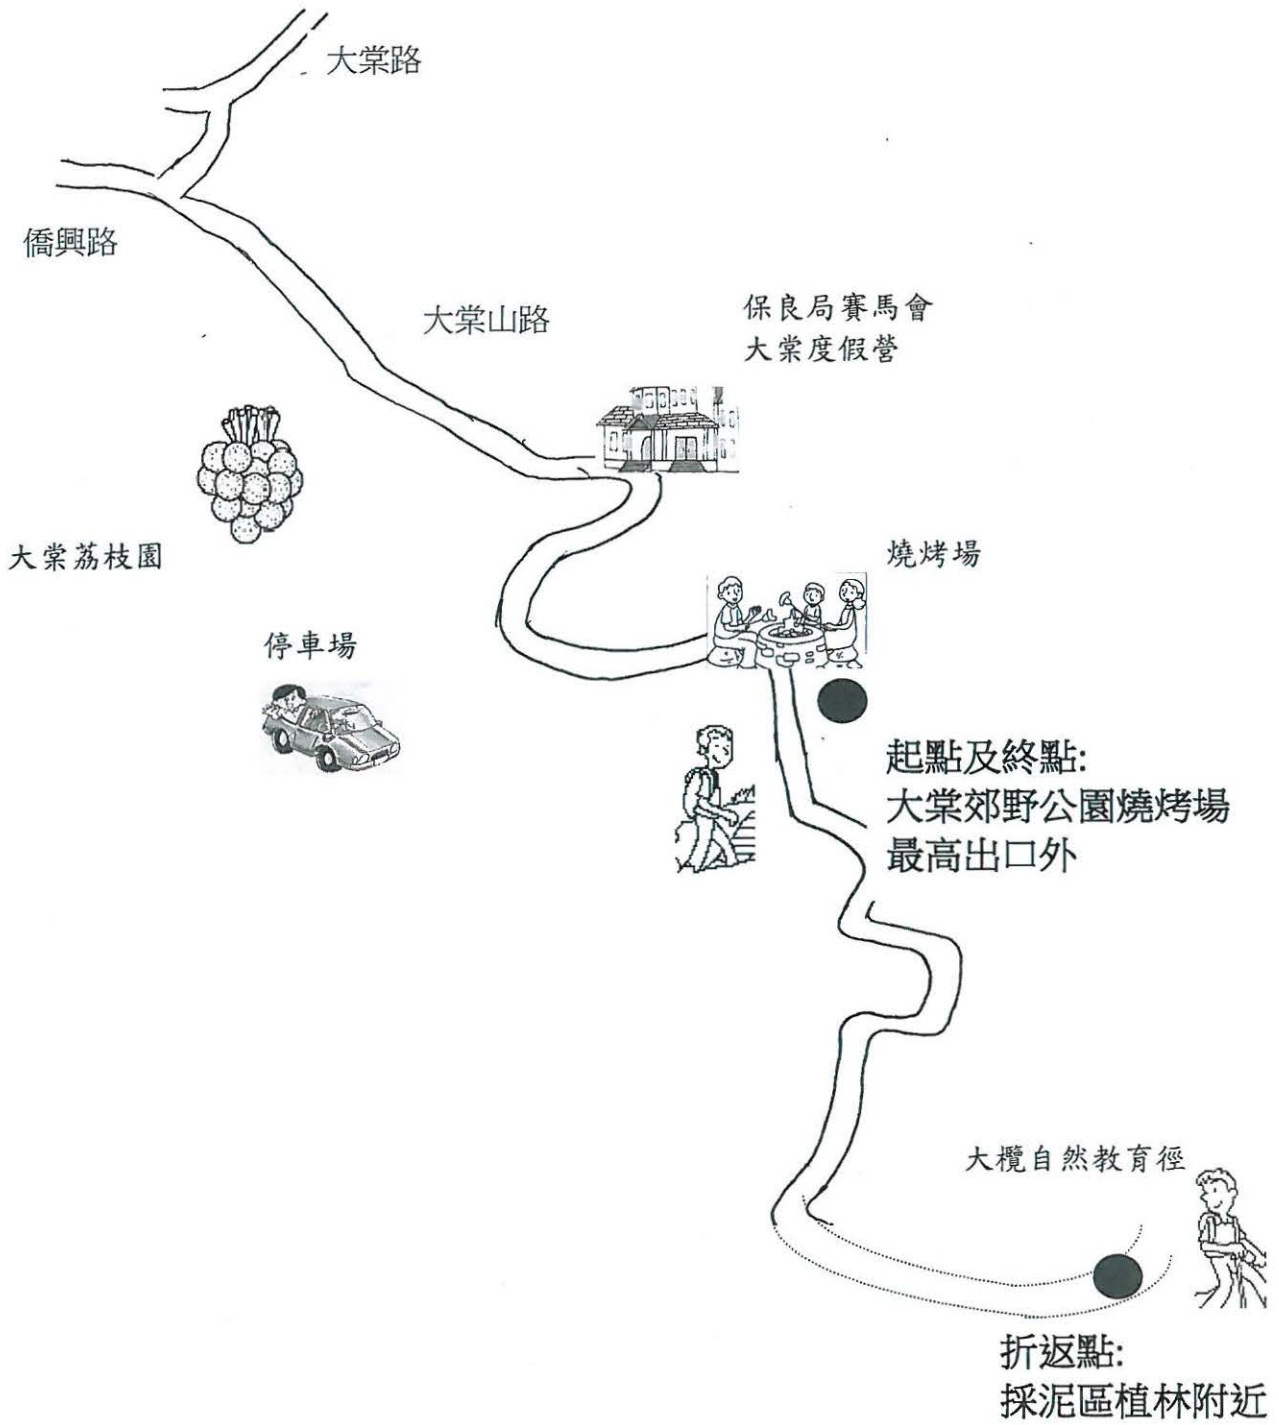 大棠路
僑興路
大棠山路
保良局賽馬會
大棠度假營
大棠荔枝園
燒烤場
停車場
起點及終點:
大棠郊野公園燒烤場
最高出口外
大欖自然教育徑
折返點:
採泥區植林附近